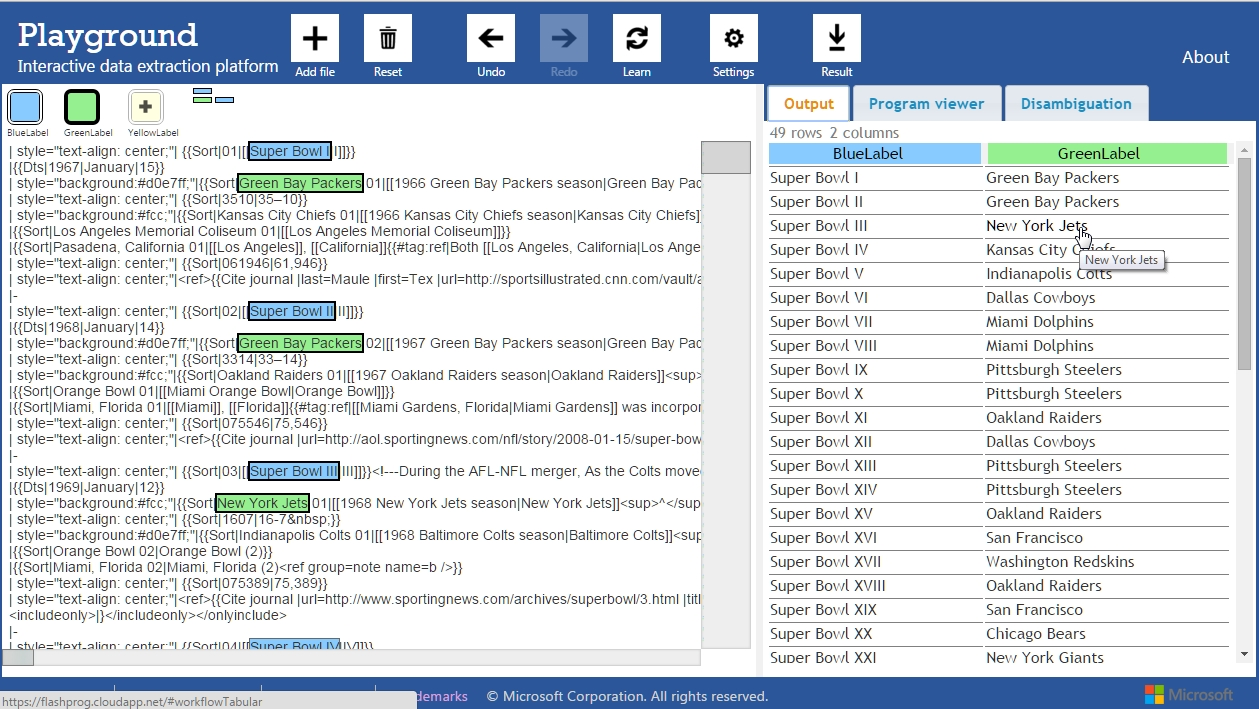 Playground
Interactive data extraction platform
Add file
Reset
Undo
Redo
Learn
Settings
Result
About
BlueLabel
GreenLabel
YellowLabel
| style="text-align: center;"| {{Sort|01|[[Super Bowl I|I]]}}
|{{Dts|1967|January|15}}
| style="background:#d0e7ff;"|{{Sort|Green Bay Packers 01|[[1966 Green Bay Packers season|Green Bay Pac
| style="text-align: center;"| {{Sort|3510|35–10}}
| style="background:#fcc;"|{{Sort|Kansas City Chiefs 01|[[1966 Kansas City Chiefs season|Kansas City Chiefs]
|{{Sort|Los Angeles Memorial Coliseum 01|[[Los Angeles Memorial Coliseum]]}}
|{{Sort|Pasadena, California 01|[[Los Angeles]], [[California]]{{#tag:ref|Both [[Los Angeles, California|Los Ange
| style="text-align: center;"| {{Sort|061946|61,946}}
| style="text-align: center;"|<ref>{{Cite journal |last=Maule |first=Tex |url=http://sportsillustrated.cnn.com/vault/a
|-
| style="text-align: center;"| {{Sort|02|[[Super Bowl II|II]]}}
|{{Dts|1968|January|14}}
| style="background:#d0e7ff;"|{{Sort|Green Bay Packers 02|[[1967 Green Bay Packers season|Green Bay Pac
| style="text-align: center;"| {{Sort|3314|33–14}}
| style="background:#fcc;"|{{Sort|Oakland Raiders 01|[[1967 Oakland Raiders season|Oakland Raiders]]<sup>
|{{Sort|Orange Bowl 01|[[Miami Orange Bowl|Orange Bowl]]}}
|{{Sort|Miami, Florida 01|[[Miami]], [[Florida]]{{#tag:ref|[[Miami Gardens, Florida|Miami Gardens]] was incorpor
| style="text-align: center;"| {{Sort|075546|75,546}}
| style="text-align: center;"|<ref>{{Cite journal |url=http://aol.sportingnews.com/nfl/story/2008-01-15/super-bow
|-
| style="text-align: center;"| {{Sort|03|[[Super Bowl III|III]]}}<!---During the AFL-NFL merger, As the Colts move
|{{Dts|1969|January|12}}
| style="background:#fcc;"|{{Sort|New York Jets 01|[[1968 New York Jets season|New York Jets]]<sup>^</sup
| style="text-align: center;"| {{Sort|1607|16-7&nbsp;}}
| style="background:#d0e7ff;"|{{Sort|Indianapolis Colts 01|[[1968 Baltimore Colts season|Baltimore Colts]]<sup
|{{Sort|Orange Bowl 02|Orange Bowl (2)}}
|{{Sort|Miami, Florida 02|Miami, Florida (2)<ref group=note name=b />}}
| style="text-align: center;"| {{Sort|075389|75,389}}
| style="text-align: center;"|<ref>{{Cite journal |url=http://www.sportingnews.com/archives/superbowl/3.html |titl
<includeonly>|}</includeonly></onlyinclude>
|-
| style="text-align: center;"| {{Sort|04|[[Super Bowl IV|IV]]}}
Output
Program viewer
Disambiguation
49 rows 2 columns
BlueLabel GreenLabel
Super Bowl I Green Bay Packers
Super Bowl II Green Bay Packers
Super Bowl III New York Jets
Super Bowl IV Kansas City Chiefs
New York Jets
Super Bowl V Indianapolis Colts
Super Bowl VI Dallas Cowboys
Super Bowl VII Miami Dolphins
Super Bowl VIII Miami Dolphins
Super Bowl IX Pittsburgh Steelers
Super Bowl X Pittsburgh Steelers
Super Bowl XI Oakland Raiders
Super Bowl XII Dallas Cowboys
Super Bowl XIII Pittsburgh Steelers
Super Bowl XIV Pittsburgh Steelers
Super Bowl XV Oakland Raiders
Super Bowl XVI San Francisco
Super Bowl XVII Washington Redskins
Super Bowl XVIII Oakland Raiders
Super Bowl XIX San Francisco
Super Bowl XX Chicago Bears
Super Bowl XXI New York Giants
https://flashprog.cloudapp.net/#workflowTabular
demarks
© Microsoft Corporation. All rights reserved.
Microsoft